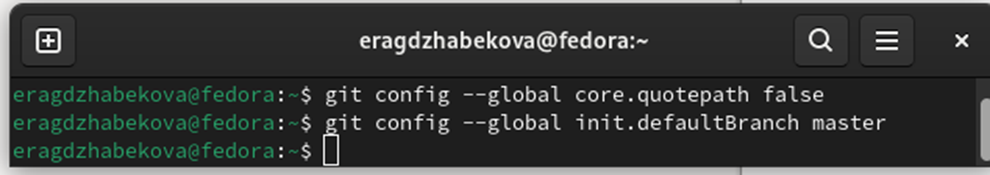 eragdzhabekova@fedora:~
eragdzhabekova@fedora:~$ git config --global core.quotepath false
eragdzhabekova@fedora:~$ git config --global init.defaultBranch master
eragdzhabekova@fedora:~$